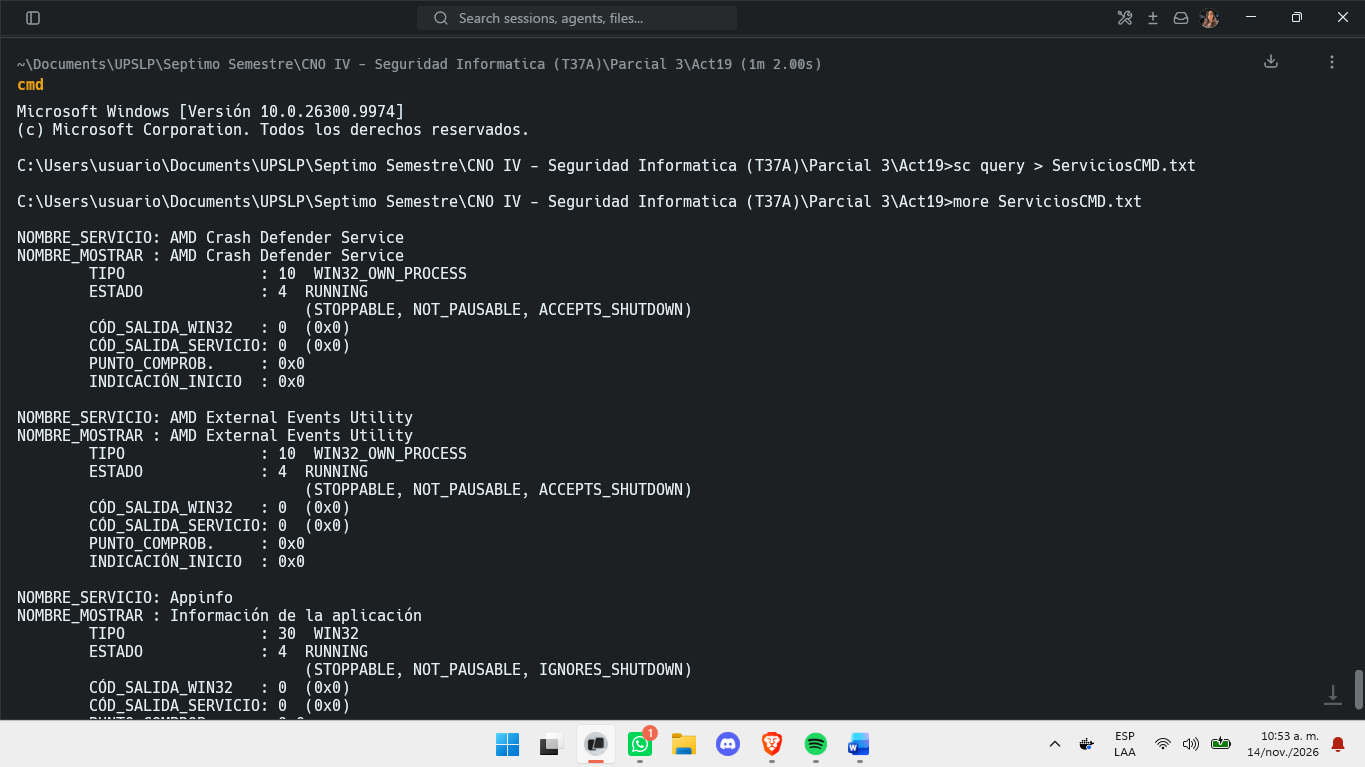 Search sessions, agents, files...
~\Documents\UPSLP\Septimo Semestre\CNO IV - Seguridad Informatica (T37A)\Parcial 3\Act19 (1m 2.00s)
cmd
Microsoft Windows [Versión 10.0.26300.9974]
(c) Microsoft Corporation. Todos los derechos reservados.
C:\Users\usuario\Documents\UPSLP\Septimo Semestre\CNO IV - Seguridad Informatica (T37A)\Parcial 3\Act19>sc query > ServiciosCMD.txt
C:\Users\usuario\Documents\UPSLP\Septimo Semestre\CNO IV - Seguridad Informatica (T37A)\Parcial 3\Act19>more ServiciosCMD.txt
NOMBRE_SERVICIO: AMD Crash Defender Service
NOMBRE_MOSTRAR : AMD Crash Defender Service
        TIPO               : 10  WIN32_OWN_PROCESS
        ESTADO             : 4  RUNNING
                                (STOPPABLE, NOT_PAUSABLE, ACCEPTS_SHUTDOWN)
        CÓD_SALIDA_WIN32   : 0  (0x0)
        CÓD_SALIDA_SERVICIO: 0  (0x0)
        PUNTO_COMPROB.     : 0x0
        INDICACIÓN_INICIO  : 0x0
NOMBRE_SERVICIO: AMD External Events Utility
NOMBRE_MOSTRAR : AMD External Events Utility
        TIPO               : 10  WIN32_OWN_PROCESS
        ESTADO             : 4  RUNNING
                                (STOPPABLE, NOT_PAUSABLE, ACCEPTS_SHUTDOWN)
        CÓD_SALIDA_WIN32   : 0  (0x0)
        CÓD_SALIDA_SERVICIO: 0  (0x0)
        PUNTO_COMPROB.     : 0x0
        INDICACIÓN_INICIO  : 0x0
NOMBRE_SERVICIO: Appinfo
NOMBRE_MOSTRAR : Información de la aplicación
        TIPO               : 30  WIN32
        ESTADO             : 4  RUNNING
                                (STOPPABLE, NOT_PAUSABLE, IGNORES_SHUTDOWN)
        CÓD_SALIDA_WIN32   : 0  (0x0)
        CÓD_SALIDA_SERVICIO: 0  (0x0)
1
W
ESP
LAA
10:53 a. m.
14/nov./2026